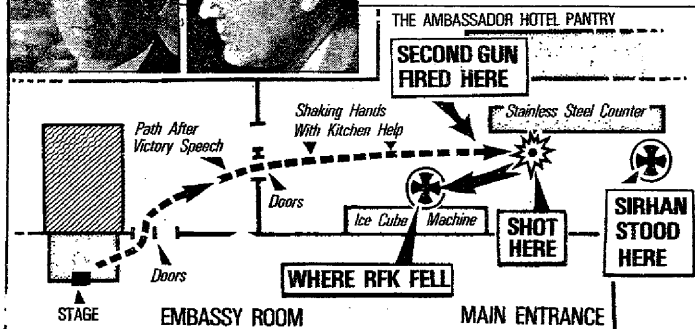 THE AMBASSADOR HOTEL PANTRY
SECOND GUN
FIRED HERE
Stainless Steel Counter
Shaking Hands
With Kitchen Help
Path After
Victory Speech
Doors
Ice Cube Machine
SHOT
HERE
SIRHAN
STOOD
HERE
Doors
WHERE RFK FELL
STAGE
EMBASSY ROOM
MAIN ENTRANCE